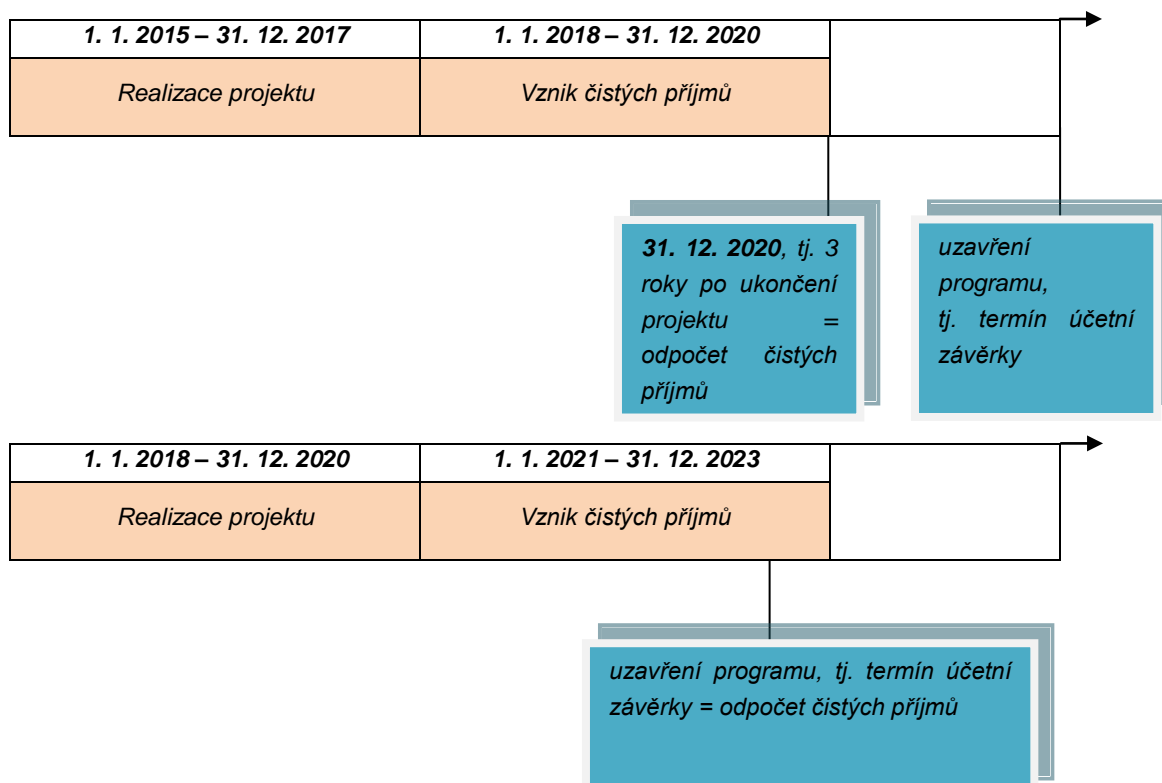 1. 1. 2015 – 31. 12. 2017
1. 1. 2018 – 31. 12. 2020
Realizace projektu
Vznik čistých příjmů
31. 12. 2020, tj. 3
roky po ukončení
projektu =
odpočet čistých
příjmů
uzavření
programu,
tj. termín účetní
závěrky
1. 1. 2018 – 31. 12. 2020
1. 1. 2021 – 31. 12. 2023
Realizace projektu
Vznik čistých příjmů
uzavření programu, tj. termín účetní
závěrky = odpočet čistých příjmů